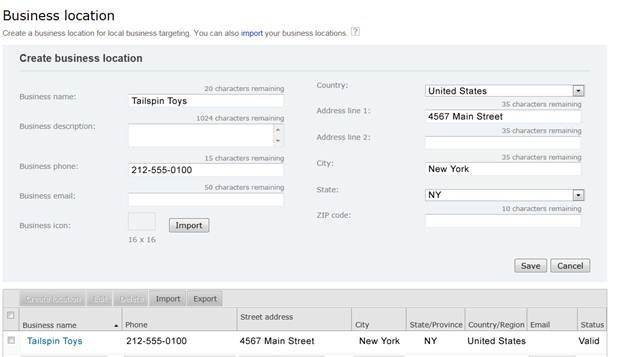 Business location
Create a business location for local business targeting. You can also import your business locations. ?
Create business location
20 characters remaining
Business name: Tailspin Toys
1024 characters remaining
Business description:
15 characters remaining
Business phone: 212-555-0100
50 characters remaining
Business email:
Business icon: Import
16 x 16
Country: United States
35 characters remaining
Address line 1: 4567 Main Street
35 characters remaining
Address line 2:
35 characters remaining
City: New York
State: NY
10 characters remaining
ZIP code:
Save Cancel
Create location Edit Delete Import Export
Business name Phone Street address City State/Province Country/Region Email Status
Tailspin Toys 212-555-0100 4567 Main Street New York NY United States Valid